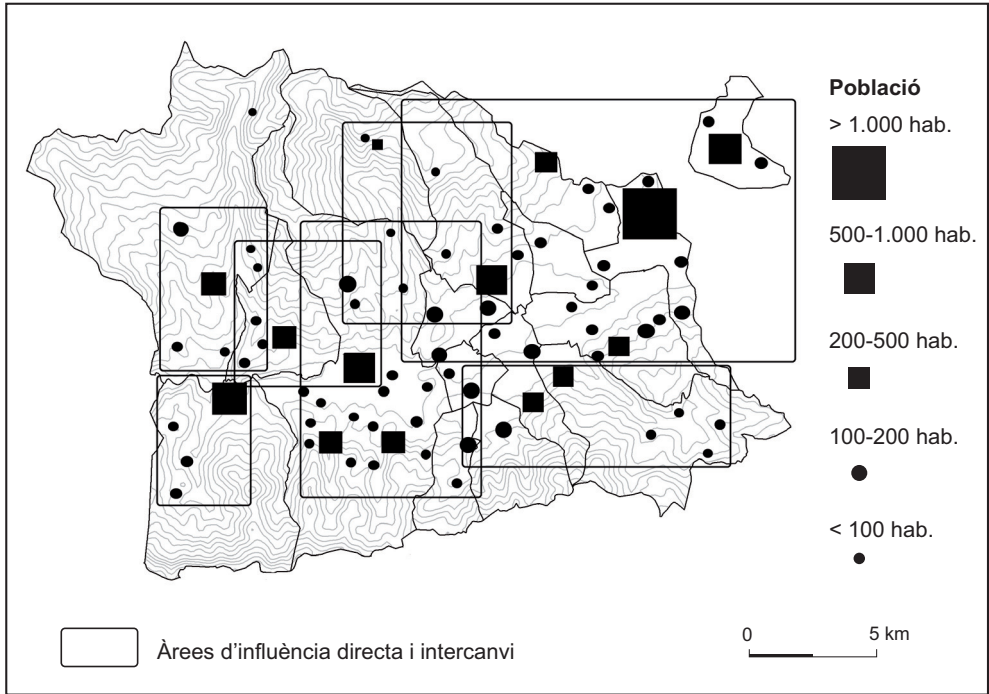 Població
> 1.000 hab.
500-1.000 hab.
200-500 hab.
100-200 hab.
< 100 hab.
Àrees d'influència directa i intercanvi
0 5 km